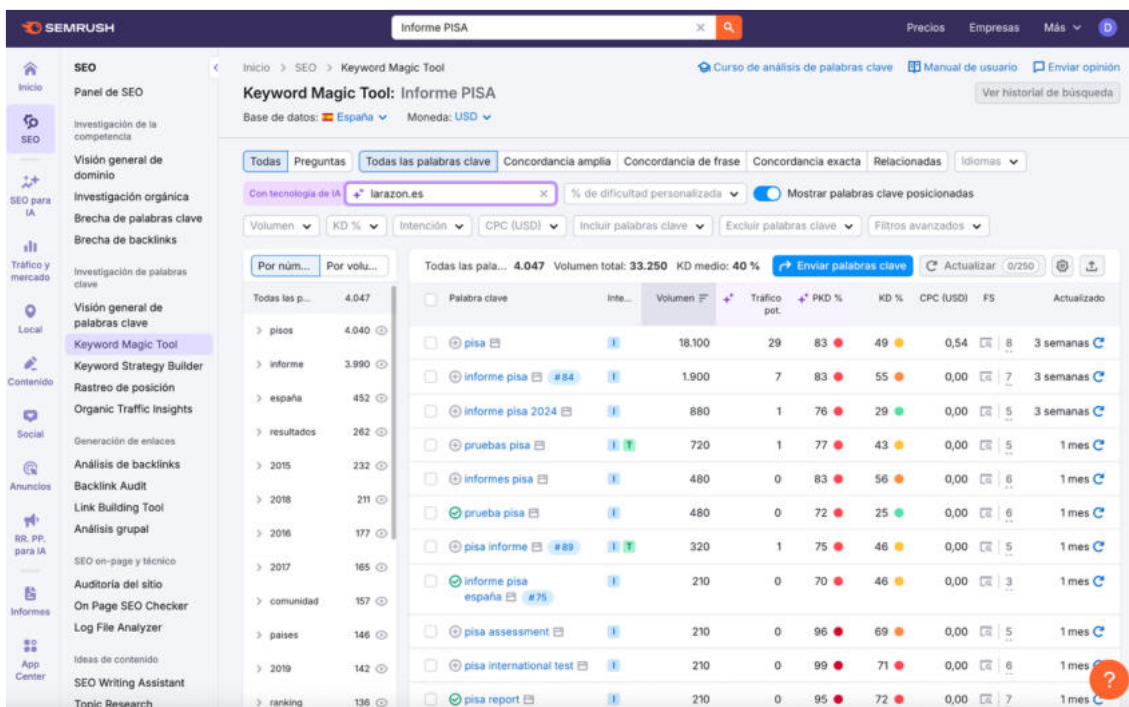 SEMRUSH
Informe PISA
Precios
Empresas
Más
D
Inicio
SEO
SEO para IA
Tráfico y mercado
Local
Contenido
Social
Anuncios
RR. PP. para IA
Informes
App Center
SEO
Panel de SEO
Investigación de la competencia
Visión general de dominio
Investigación orgánica
Brecha de palabras clave
Brecha de backlinks
Investigación de palabras clave
Visión general de palabras clave
Keyword Magic Tool
Keyword Strategy Builder
Rastreo de posición
Organic Traffic Insights
Generación de enlaces
Análisis de backlinks
Backlink Audit
Link Building Tool
Análisis grupal
SEO on-page y técnico
Auditoría del sitio
On Page SEO Checker
Log File Analyzer
Ideas de contenido
SEO Writing Assistant
Topic Research
Inicio > SEO > Keyword Magic Tool
Curso de análisis de palabras clave
Manual de usuario
Enviar opinión
Keyword Magic Tool: Informe PISA
Ver historial de búsqueda
Base de datos: España
Moneda: USD
Todas Preguntas
Todas las palabras clave Concordancia amplia Concordancia de frase Concordancia exacta Relacionadas
Idiomas
Con tecnología de IA
larazon.es
% de dificultad personalizada
Mostrar palabras clave posicionadas
Volumen KD % Intención CPC (USD) Incluir palabras clave Excluir palabras clave Filtros avanzados
Por núm... Por volu...
Todas las p... 4.047
pisos 4.040
informe 3.990
españa 452
resultados 262
2015 232
2018 211
2016 177
2017 165
comunidad 157
paises 146
2019 142
ranking 136
Todas las pala... 4.047 Volumen total: 33.250 KD medio: 40 %
Enviar palabras clave
Actualizar 0/250
Palabra clave Inte... Volumen Tráfico pot. PKD % KD % CPC (USD) FS Actualizado
pisa I 18.100 29 83 49 0,54 8 3 semanas
informe pisa #84 I 1.900 7 83 55 0,00 7 3 semanas
informe pisa 2024 I 880 1 76 29 0,00 5 3 semanas
pruebas pisa I T 720 1 77 43 0,00 5 1 mes
informes pisa I 480 0 83 56 0,00 6 1 mes
prueba pisa I 480 0 72 25 0,00 6 1 mes
pisa informe #89 I T 320 1 75 46 0,00 5 1 mes
informe pisa españa #75 I 210 0 70 46 0,00 3 1 mes
pisa assessment I 210 0 96 69 0,00 5 1 mes
pisa international test I 210 0 99 71 0,00 6 1 mes
pisa report I 210 0 95 72 0,00 7 1 mes
?